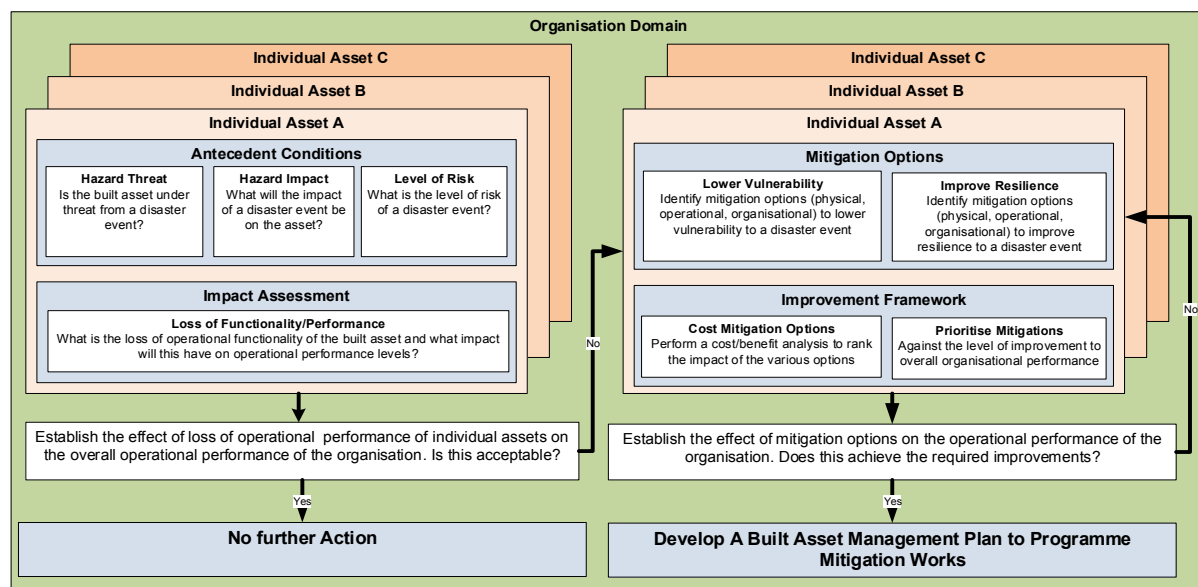 Organisation Domain
Individual Asset C
Individual Asset B
Individual Asset A
Antecedent Conditions
Hazard Threat
Is the built asset under
threat from a disaster
event?
Hazard Impact
What will the impact
of a disaster event be
on the asset?
Level of Risk
What is the level of risk
of a disaster event?
Impact Assessment
Loss of Functionality/Performance
What is the loss of operational functionality of the built asset and what impact
will this have on operational performance levels?
Establish the effect of loss of operational performance of individual assets on
the overall operational performance of the organisation. Is this acceptable?
No
Yes
No further Action
Individual Asset C
Individual Asset B
Individual Asset A
Mitigation Options
Lower Vulnerability
Identify mitigation options (physical,
operational, organisational) to lower
vulnerability to a disaster event
Improve Resilience
Identify mitigation options
(physical, operational,
organisational) to improve
resilience to a disaster event
Improvement Framework
Cost Mitigation Options
Perform a cost/benefit analysis to rank
the impact of the various options
Prioritise Mitigations
Against the level of improvement to
overall organisational performance
Establish the effect of mitigation options on the operational performance of the
organisation. Does this achieve the required improvements?
No
Yes
Develop A Built Asset Management Plan to Programme
Mitigation Works